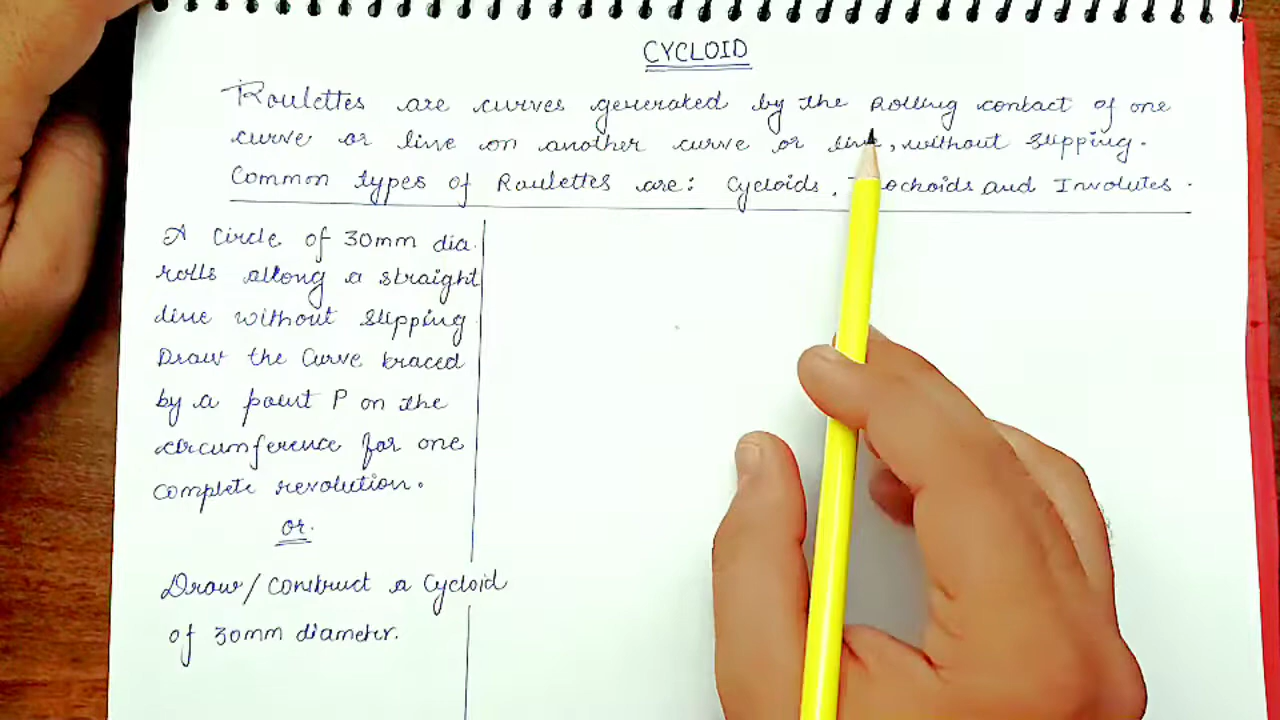 CYCLOID
Roulettes are curves generated by the Rolling contact of one
curve or line on another curve or line, without slipping.
Common types of Roulettes are: Cycloids, Trochoids and Involutes.
A Circle of 30mm dia.
rolls allong a straight
line without slipping.
Draw the Curve traced
by a point P on the
circumference for one
complete revolution.
or.
Draw/Construct a Cycloid
of 30mm diameter.